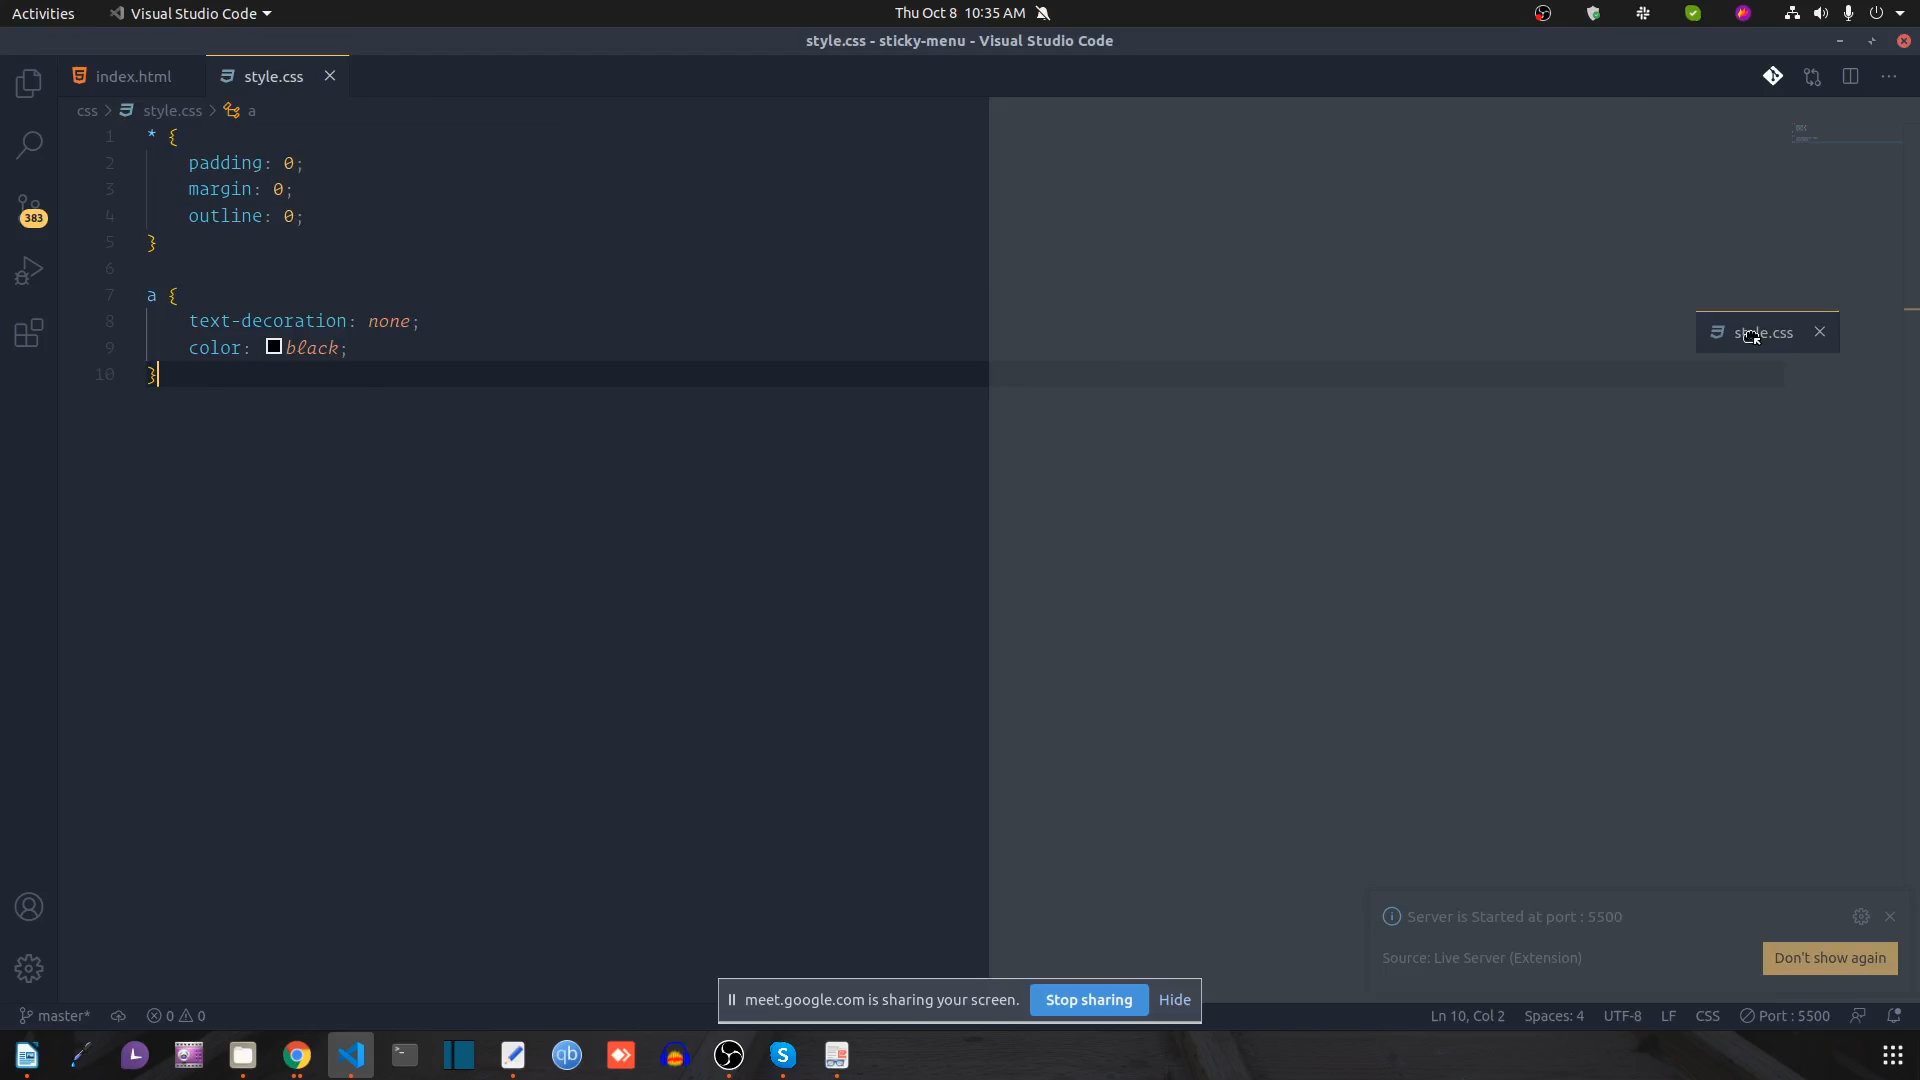 Activities
Visual Studio Code
Thu Oct 8 10:35 AM
style.css - sticky-menu - Visual Studio Code
index.html
style.css
css
style.css
a
1 * {
2 padding: 0;
3 margin: 0;
4 outline: 0;
5 }
6
7 a {
8 text-decoration: none;
9 color: black;
10 }
383
style.css
Server is Started at port : 5500
Source: Live Server (Extension)
Don't show again
meet.google.com is sharing your screen.
Stop sharing
Hide
master*
0
0
Ln 10, Col 2
Spaces: 4
UTF-8
LF
CSS
Port : 5500
qb
S